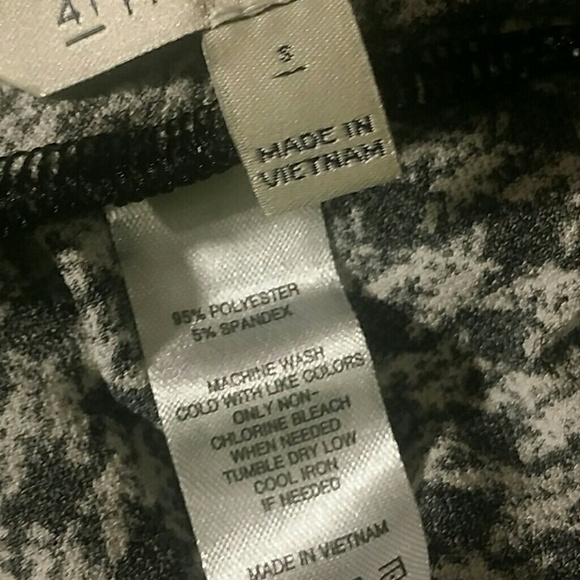 S
MADE IN
VIETNAM
95% POLYESTER
5% SPANDEX
MACHINE WASH
COLD WITH LIKE COLORS
ONLY NON-
CHLORINE BLEACH
WHEN NEEDED
TUMBLE DRY LOW
COOL IRON
IF NEEDED
MADE IN VIETNAM